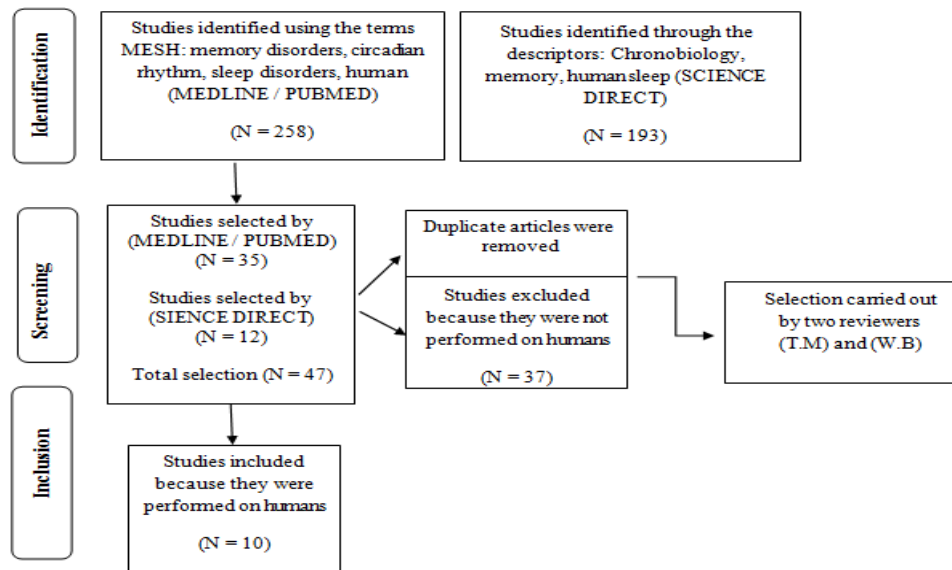 Identification
Studies identified using the terms
MESH: memory disorders, circadian
rhythm, sleep disorders, human
(MEDLINE / PUBMED)
(N = 258)
Studies identified through the
descriptors: Chronobiology,
memory, human sleep (SCIENCE
DIRECT)
(N = 193)
Screening
Studies selected by
(MEDLINE / PUBMED)
(N = 35)
Studies selected by
(SIENCE DIRECT)
(N = 12)
Total selection (N = 47)
Duplicate articles were
removed
Studies excluded
because they were not
performed on humans
(N = 37)
Selection carried out
by two reviewers
(T.M) and (W.B)
Inclusion
Studies included
because they were
performed on humans
(N = 10)